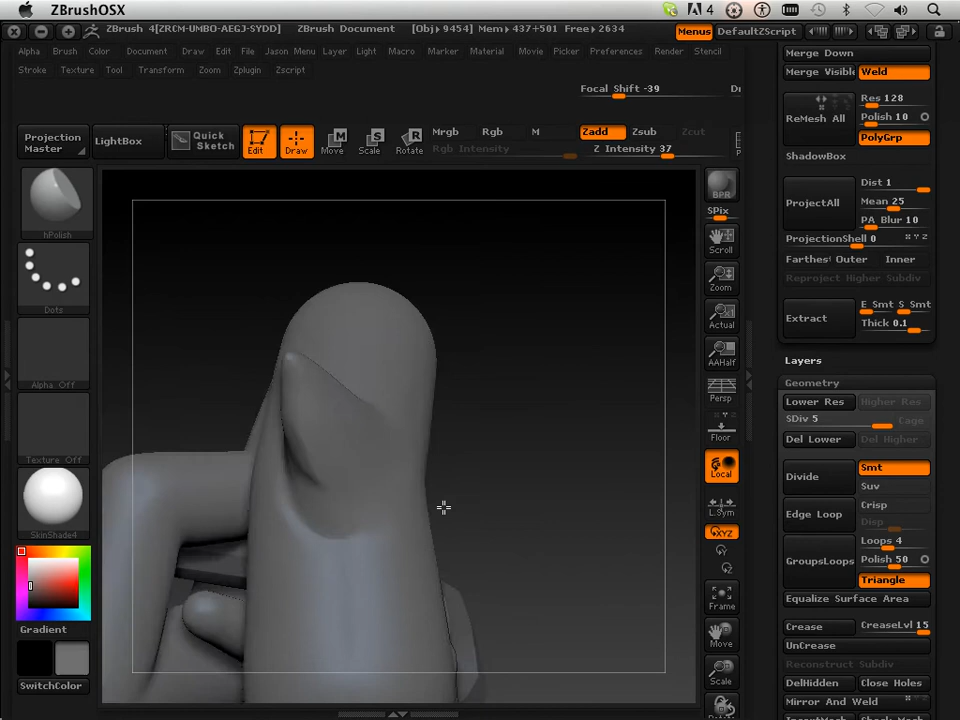 ZBrushOSX 4
ZBrush 4[ZRCM-UMBO-AEGJ-SYDD] ZBrush Document [Obj▸9454] Mem▸437+501 Free▸2634 Menus DefaultZScript
Alpha Brush Color Document Draw Edit File Jason Menu Layer Light Macro Marker Material Movie Picker Preferences Render Stencil
Stroke Texture Tool Transform Zoom Zplugin Zscript
Focal Shift -39
Projection Master
LightBox
Quick Sketch
Edit Draw Move Scale Rotate
Mrgb Rgb M Zadd Zsub Zcut
Rgb Intensity Z Intensity 37
hPolish
Dots
Alpha Off
Texture Off
SkinShade4
Gradient
SwitchColor
BPR
SPix
Scroll
Zoom
Actual
AAHalf
Persp
Floor
Local
L.Sym
XYZ
Frame
Move
Scale
Merge Down
Merge Visible Weld
ReMesh All Res 128
Polish 10
PolyGrp
ShadowBox
ProjectAll Dist 1
Mean 25
PA Blur 10
ProjectionShell 0 X Y Z
Farthest Outer Inner
Reproject Higher Subdiv
Extract E Smt S Smt
Thick 0.1
Layers
Geometry
Lower Res Higher Res
SDiv 5 Cage
Del Lower Del Higher
Divide Smt
Suv
Edge Loop Crisp
Disp
GroupsLoops Loops 4
Polish 50
Triangle
Equalize Surface Area
Crease CreaseLvl 15
UnCrease
Reconstruct Subdiv
DelHidden Close Holes
Mirror And Weld
InsertMesh Check Mesh